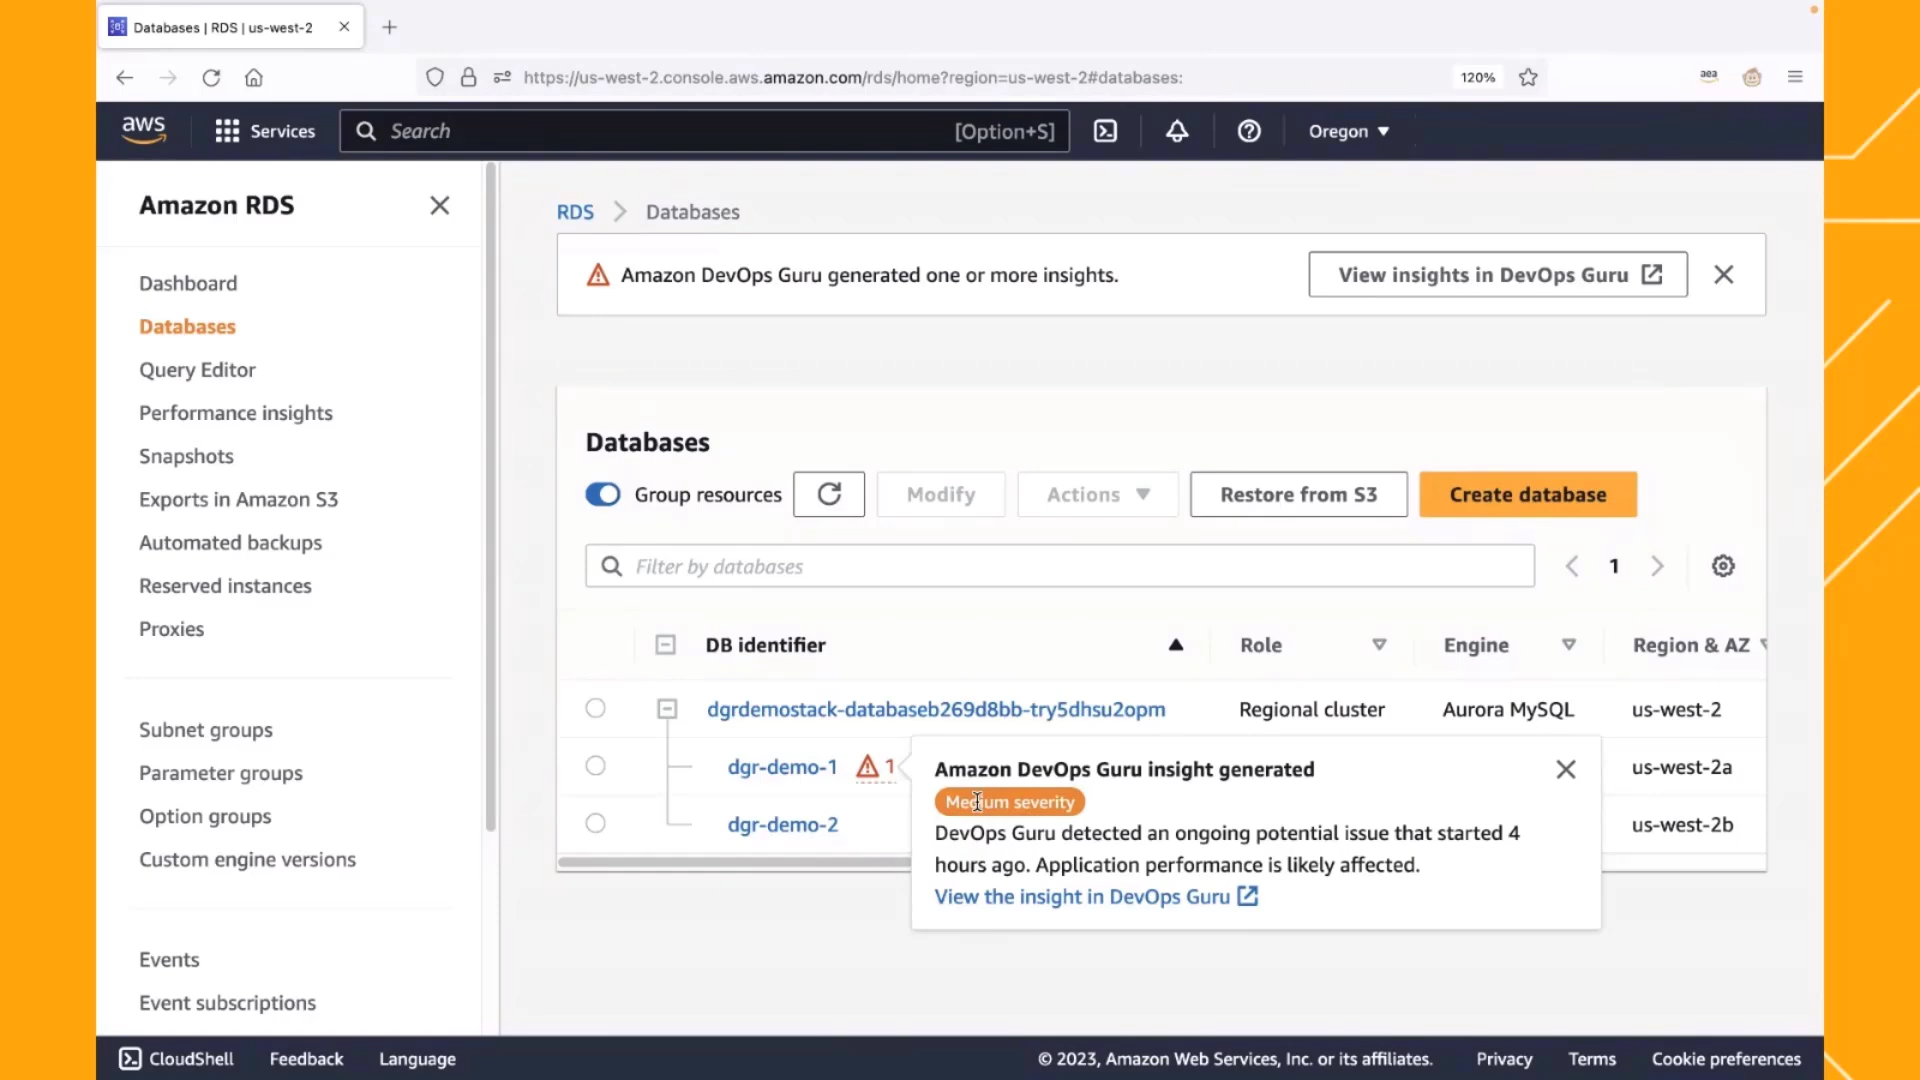 Databases | RDS | us-west-2
https://us-west-2.console.aws.amazon.com/rds/home?region=us-west-2#databases:
120%
aea
aws
Services
Search
[Option+S]
Oregon
Amazon RDS
Dashboard
Databases
Query Editor
Performance insights
Snapshots
Exports in Amazon S3
Automated backups
Reserved instances
Proxies
Subnet groups
Parameter groups
Option groups
Custom engine versions
Events
Event subscriptions
RDS > Databases
Amazon DevOps Guru generated one or more insights.
View insights in DevOps Guru
Databases
Group resources
Modify
Actions
Restore from S3
Create database
Filter by databases
1
DB identifier
Role
Engine
Region & AZ
dgrdemostack-databaseb269d8bb-try5dhsu2opm
Regional cluster
Aurora MySQL
us-west-2
dgr-demo-1
1
us-west-2a
dgr-demo-2
us-west-2b
Amazon DevOps Guru insight generated
Medium severity
DevOps Guru detected an ongoing potential issue that started 4
hours ago. Application performance is likely affected.
View the insight in DevOps Guru
CloudShell
Feedback
Language
© 2023, Amazon Web Services, Inc. or its affiliates.
Privacy
Terms
Cookie preferences